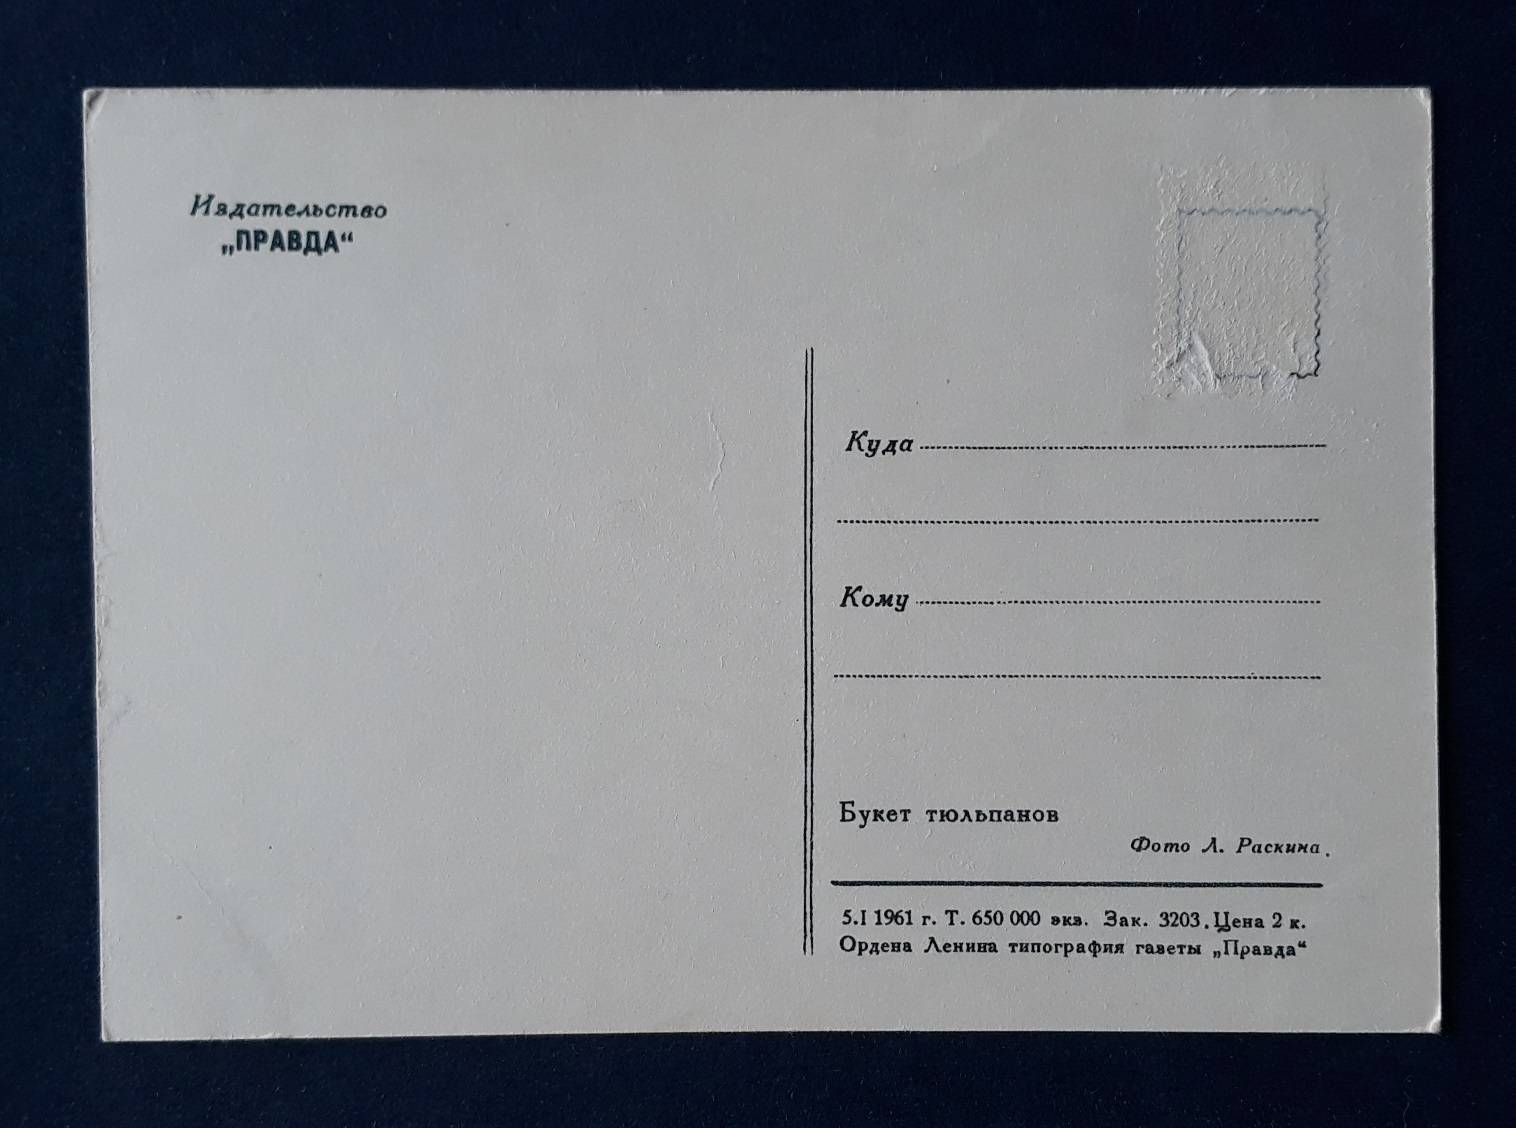 Издательство
„ПРАВДА“
Куда
Кому
Букет тюльпанов
Фото Л. Раскина.
5.I 1961 г. Т. 650 000 экз. Зак. 3203. Цена 2 к.
Ордена Ленина типография газеты „Правда“